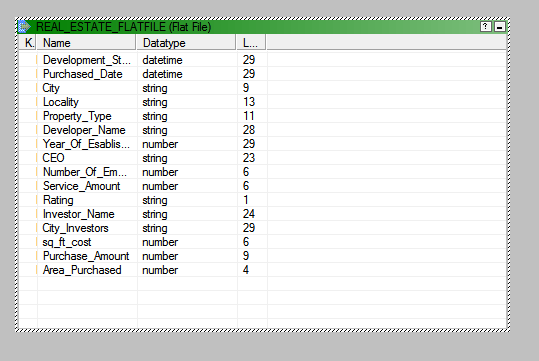 REAL_ESTATE_FLATFILE (Flat File)
K. Name Datatype L...
Development_St... datetime 29
Purchased_Date datetime 29
City string 9
Locality string 13
Property_Type string 11
Developer_Name string 28
Year_Of_Esablis... number 29
CEO string 23
Number_Of_Em... number 6
Service_Amount number 6
Rating string 1
Investor_Name string 24
City_Investors string 29
sq_ft_cost number 6
Purchase_Amount number 9
Area_Purchased number 4